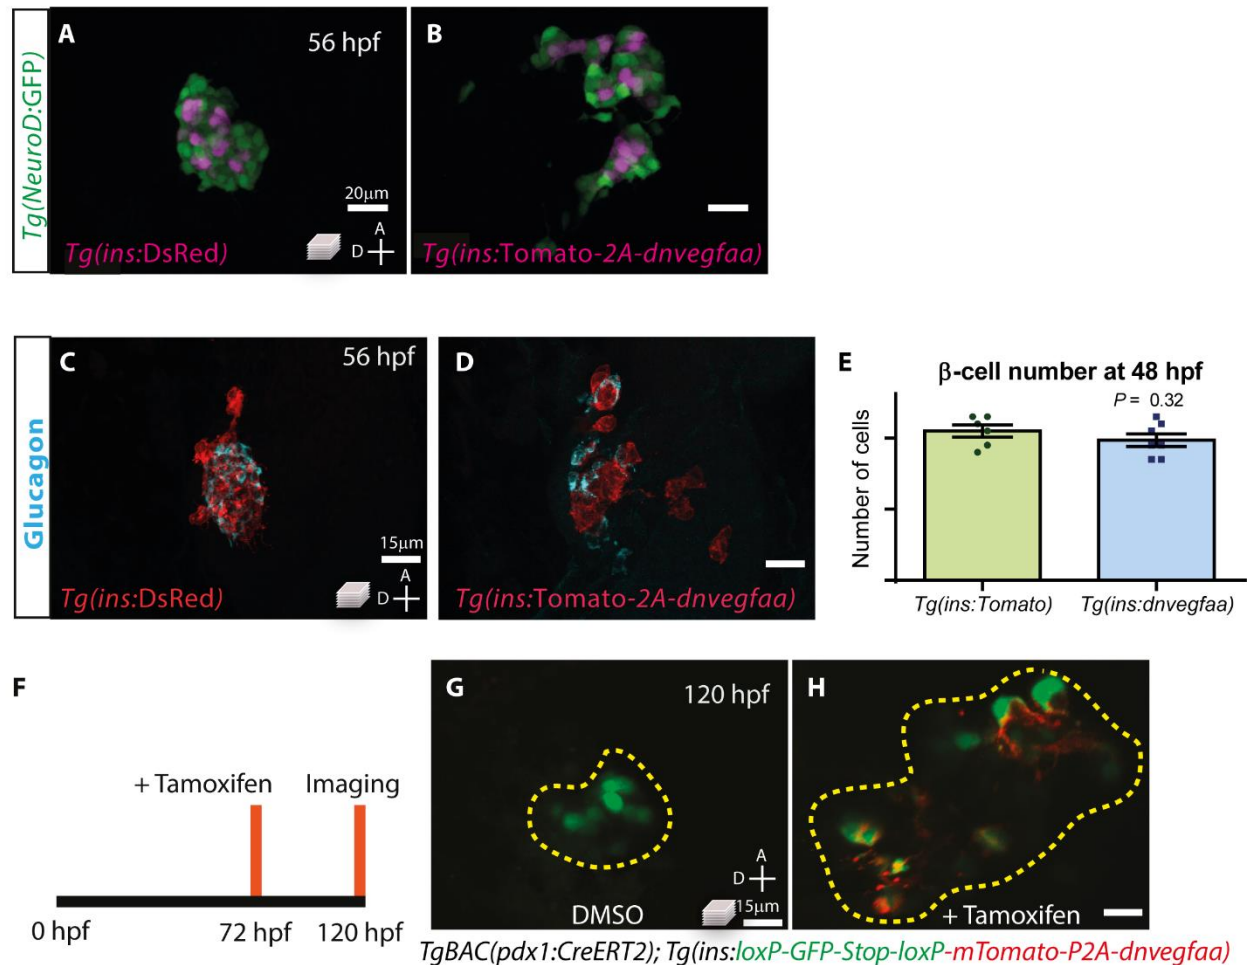 Tg(NeuroD:GFP)
A
56 hpf
B
20μm
A
D
Tg(ins:DsRed)
Tg(ins:Tomato-2A-dnvegfaa)
Glucagon
C
56 hpf
D
15μm
A
D
Tg(ins:DsRed)
Tg(ins:Tomato-2A-dnvegfaa)
E
β-cell number at 48 hpf
P = 0.32
Number of cells
Tg(ins:Tomato)
Tg(ins:dnvegfaa)
F
+ Tamoxifen
Imaging
0 hpf
72 hpf
120 hpf
G
120 hpf
H
A
D
15μm
DMSO
+ Tamoxifen
TgBAC(pdx1:CreERT2); Tg(ins:loxP-GFP-Stop-loxP-mTomato-P2A-dnvegfaa)